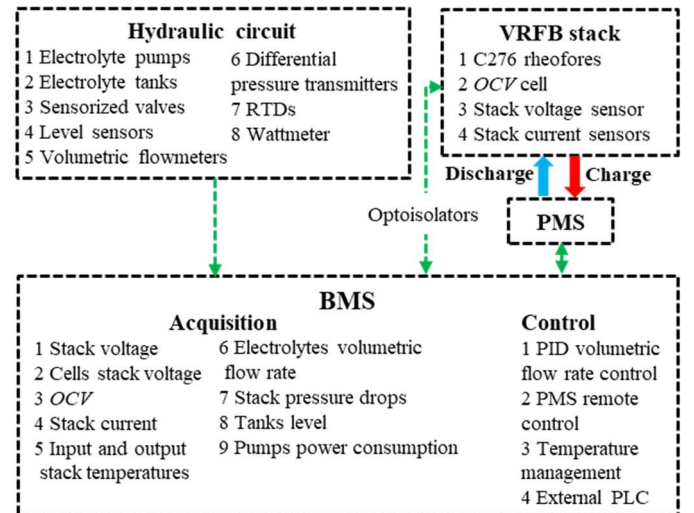 Hydraulic circuit
1 Electrolyte pumps
2 Electrolyte tanks
3 Sensorized valves
4 Level sensors
5 Volumetric flowmeters
6 Differential
pressure transmitters
7 RTDs
8 Wattmeter
VRFB stack
1 C276 rheofores
2 OCV cell
3 Stack voltage sensor
4 Stack current sensors
Discharge
Charge
Optoisolators
PMS
BMS
Acquisition
1 Stack voltage
2 Cells stack voltage
3 OCV
4 Stack current
5 Input and output
stack temperatures
6 Electrolytes volumetric
flow rate
7 Stack pressure drops
8 Tanks level
9 Pumps power consumption
Control
1 PID volumetric
flow rate control
2 PMS remote
control
3 Temperature
management
4 External PLC